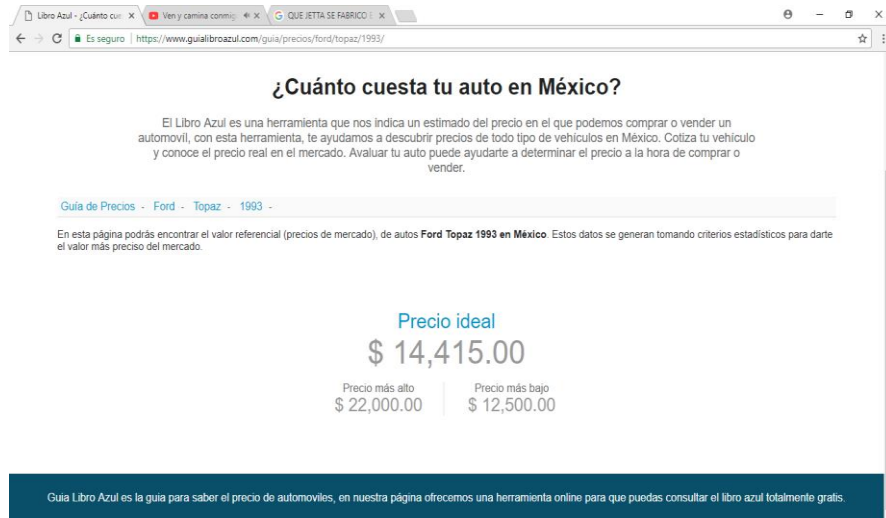 Libro Azul - ¿Cuánto cue
Ven y camina conmig
QUE JETTA SE FABRICO E
Es seguro | https://www.guialibroazul.com/guia/precios/ford/topaz/1993/
¿Cuánto cuesta tu auto en México?
El Libro Azul es una herramienta que nos indica un estimado del precio en el que podemos comprar o vender un
automovíl, con esta herramienta, te ayudamos a descubrir precios de todo tipo de vehículos en México. Cotiza tu vehículo
y conoce el precio real en el mercado. Avaluar tu auto puede ayudarte a determinar el precio a la hora de comprar o
vender.
Guía de Precios - Ford - Topaz - 1993 -
En esta página podrás encontrar el valor referencial (precios de mercado), de autos Ford Topaz 1993 en México. Estos datos se generan tomando criterios estadísticos para darte
el valor más preciso del mercado.
Precio ideal
$ 14,415.00
Precio más alto
$ 22,000.00
Precio más bajo
$ 12,500.00
Guia Libro Azul es la guia para saber el precio de automoviles, en nuestra página ofrecemos una herramienta online para que puedas consultar el libro azul totalmente gratis.